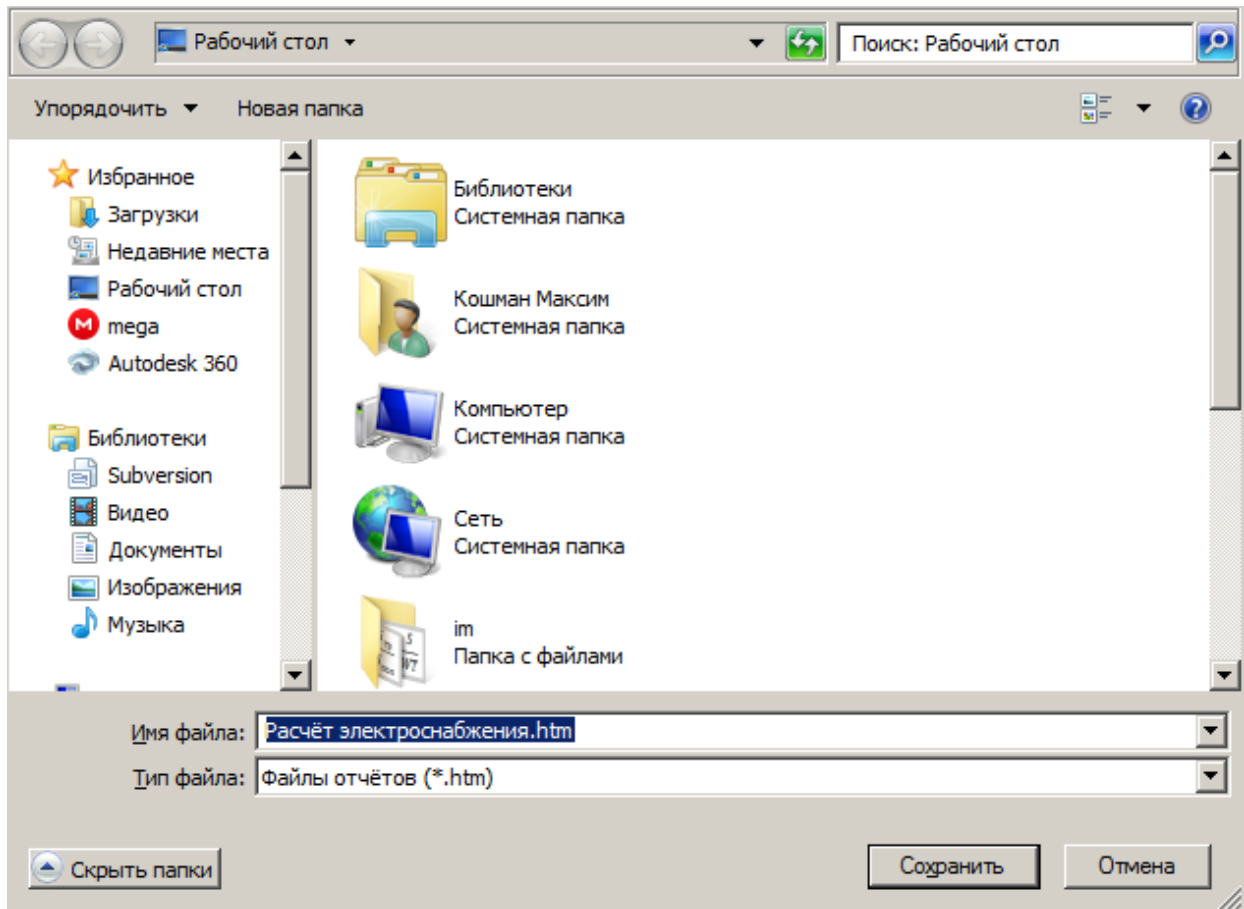 Рабочий стол
Поиск: Рабочий стол
Упорядочить
Новая папка
Избранное
Загрузки
Недавние места
Рабочий стол
mega
Autodesk 360
Библиотеки
Subversion
Видео
Документы
Изображения
Музыка
Библиотеки
Системная папка
Кошман Максим
Системная папка
Компьютер
Системная папка
Сеть
Системная папка
im
Папка с файлами
Имя файла: Расчёт электроснабжения.htm
Тип файла: Файлы отчётов (*.htm)
Скрыть папки
Сохранить
Отмена